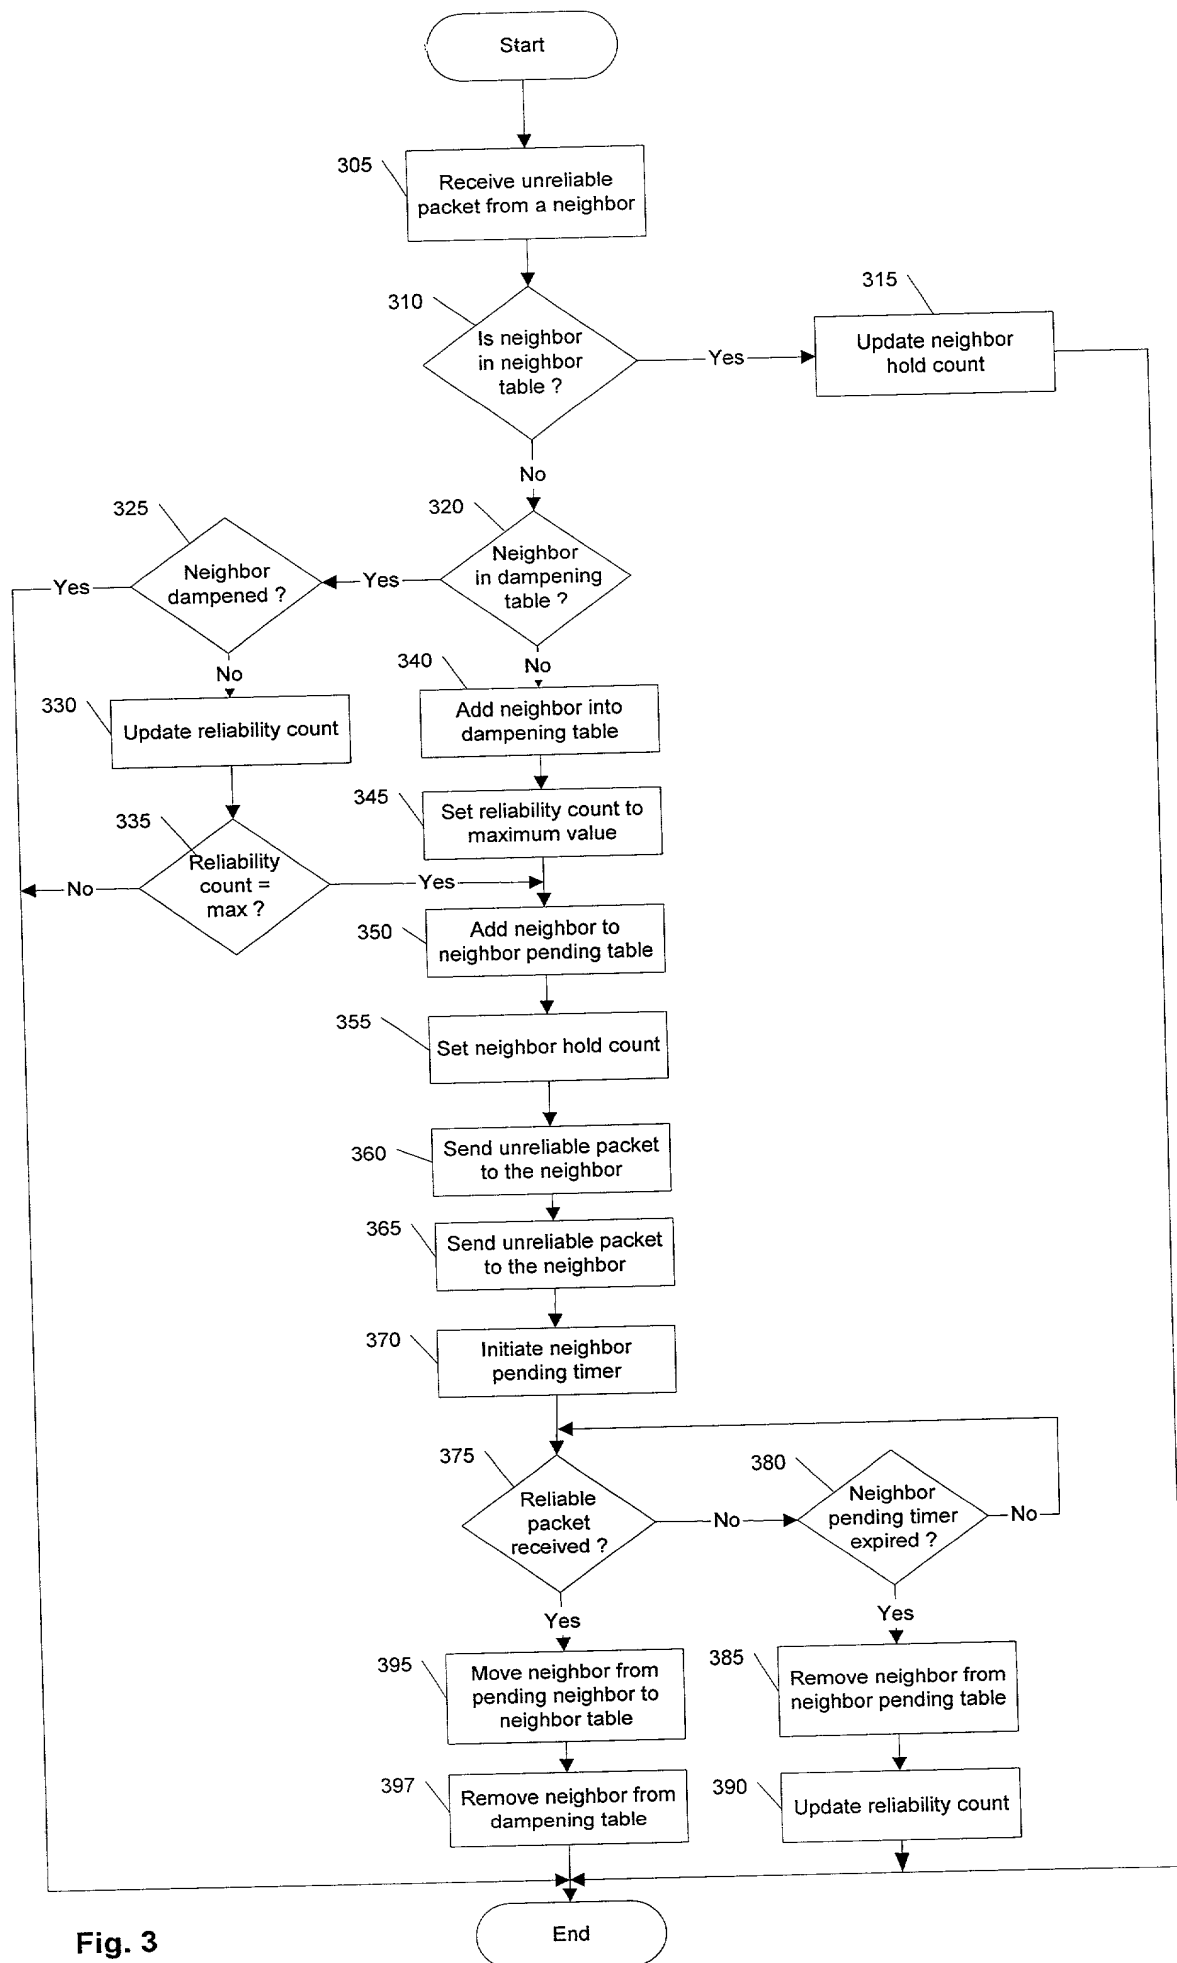 Start
305
Receive unreliable
packet from a neighbor
310
Is neighbor
in neighbor
table ?
Yes
315
Update neighbor
hold count
No
320
Neighbor
in dampening
table ?
Yes
325
Neighbor
dampened ?
Yes
No
330
Update reliability count
335
Reliability
count =
max ?
No
Yes
No
340
Add neighbor into
dampening table
345
Set reliability count to
maximum value
350
Add neighbor to
neighbor pending table
355
Set neighbor hold count
360
Send unreliable packet
to the neighbor
365
Send unreliable packet
to the neighbor
370
Initiate neighbor
pending timer
375
Reliable
packet
received ?
No
380
Neighbor
pending timer
expired ?
No
Yes
Yes
395
Move neighbor from
pending neighbor to
neighbor table
385
Remove neighbor from
neighbor pending table
397
Remove neighbor from
dampening table
390
Update reliability count
End
Fig. 3